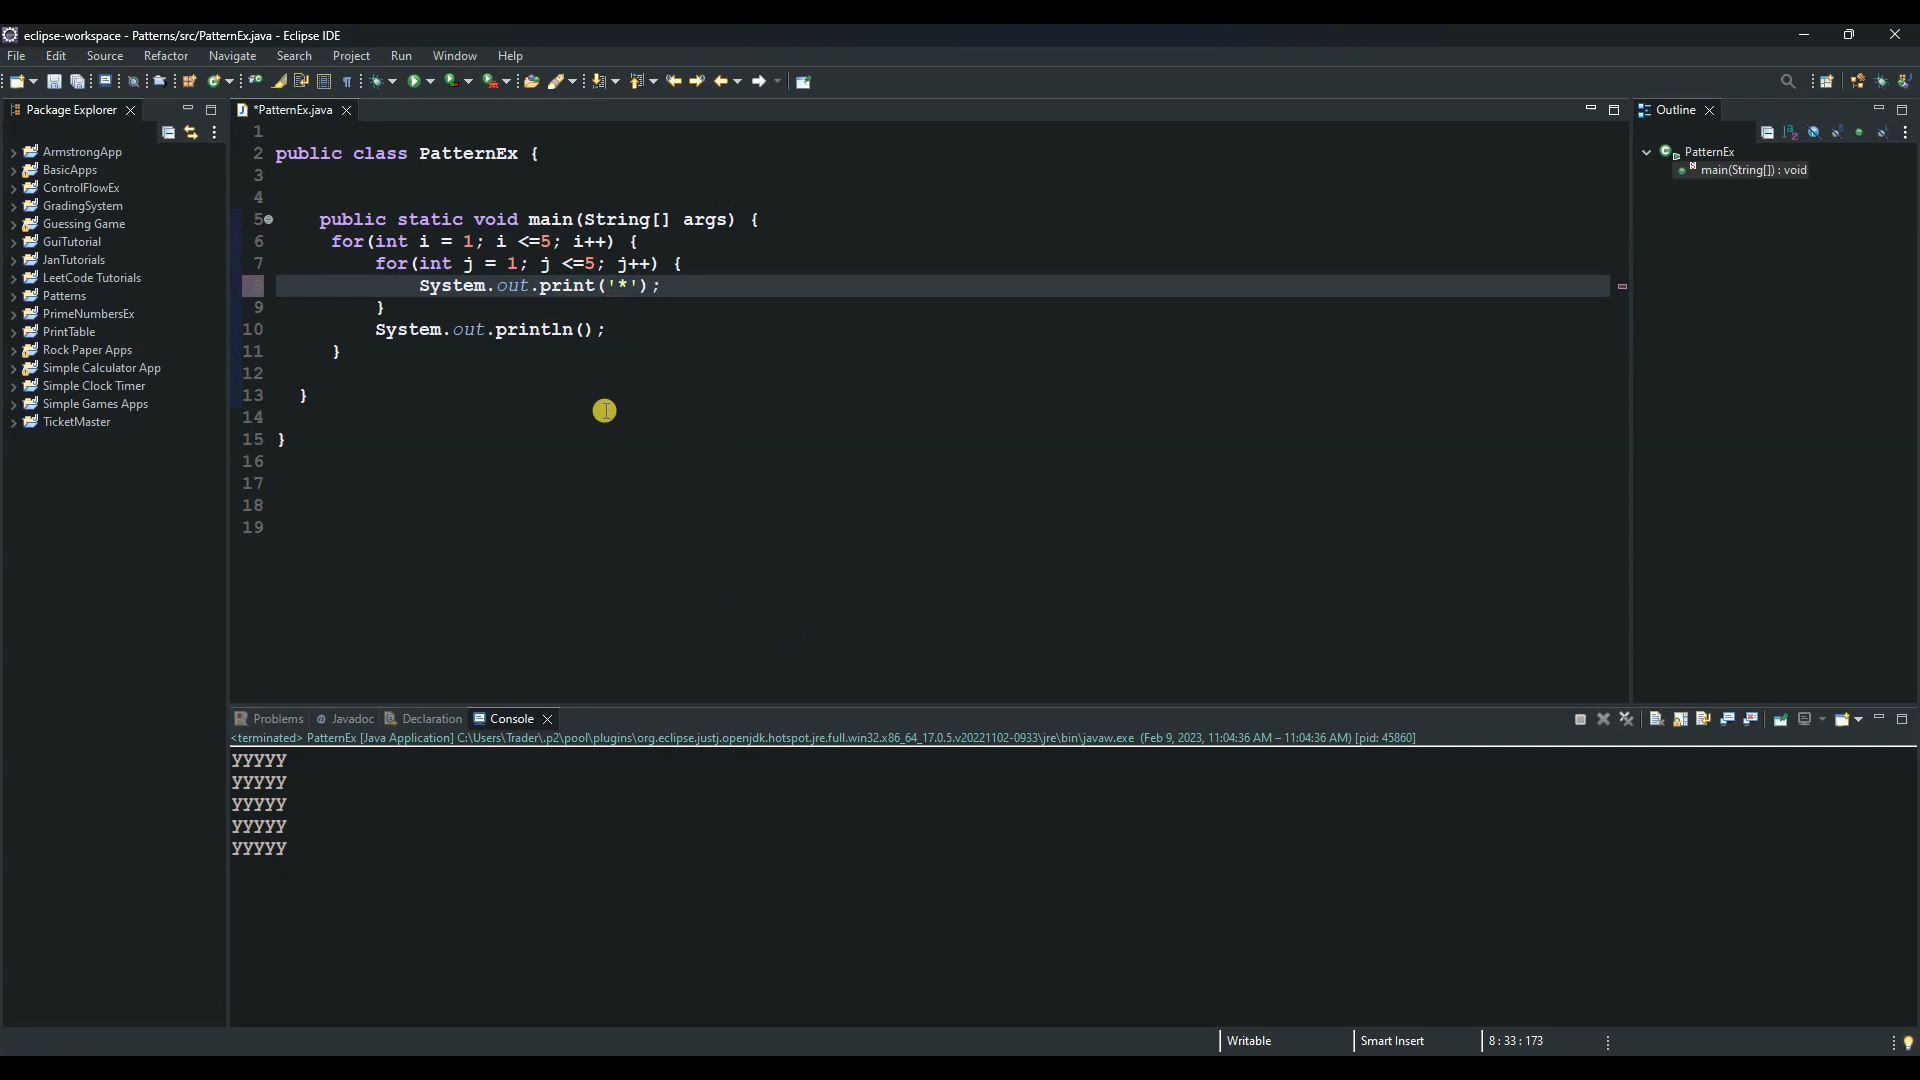 eclipse-workspace - Patterns/src/PatternEx.java - Eclipse IDE
File Edit Source Refactor Navigate Search Project Run Window Help
Package Explorer
*PatternEx.java
Outline
ArmstrongApp
BasicApps
ControlFlowEx
GradingSystem
Guessing Game
GuiTutorial
JanTutorials
LeetCode Tutorials
Patterns
PrimeNumbersEx
PrintTable
Rock Paper Apps
Simple Calculator App
Simple Clock Timer
Simple Games Apps
TicketMaster
1
2 public class PatternEx {
3
4
5 public static void main(String[] args) {
6 for(int i = 1; i <=5; i++) {
7 for(int j = 1; j <=5; j++) {
8 System.out.print('*');
9 }
10 System.out.println();
11 }
12
13 }
14
15 }
16
17
18
19
PatternEx
main(String[]) : void
Problems Javadoc Declaration Console
<terminated> PatternEx [Java Application] C:\Users\Trader\.p2\pool\plugins\org.eclipse.justj.openjdk.hotspot.jre.full.win32.x86_64_17.0.5.v20221102-0933\jre\bin\javaw.exe (Feb 9, 2023, 11:04:36 AM – 11:04:36 AM) [pid: 45860]
yyyyy
yyyyy
yyyyy
yyyyy
yyyyy
Writable Smart Insert 8 : 33 : 173